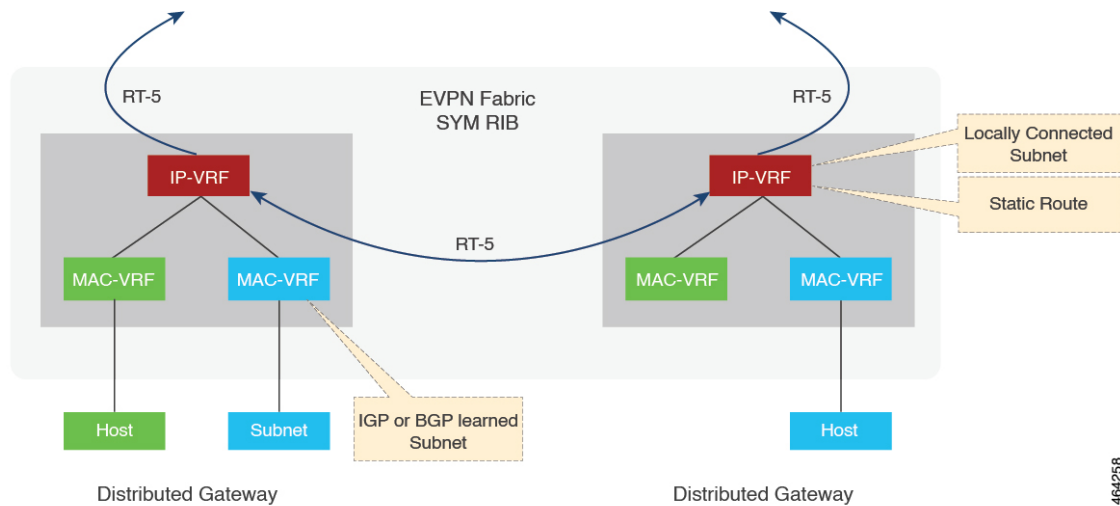 RT-5
RT-5
EVPN Fabric
SYM RIB
Locally Connected
Subnet
IP-VRF
IP-VRF
Static Route
RT-5
MAC-VRF
MAC-VRF
MAC-VRF
MAC-VRF
Host
Subnet
IGP or BGP learned
Subnet
Host
Distributed Gateway
Distributed Gateway
464258